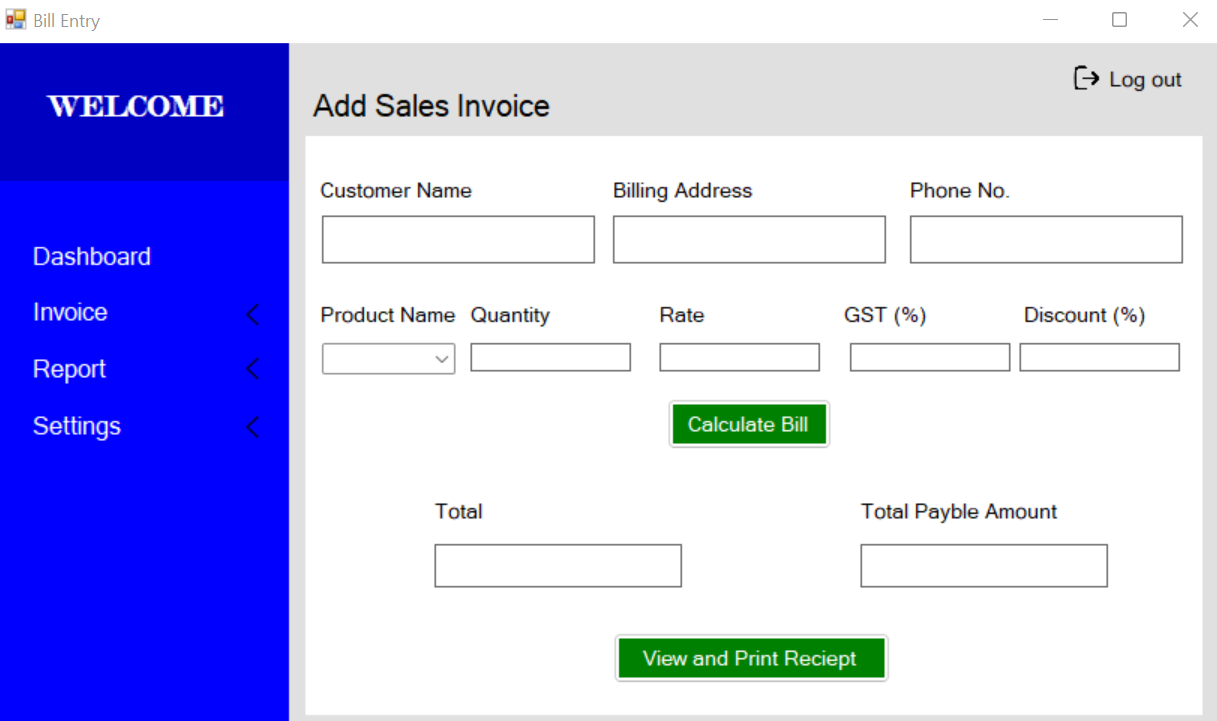 Bill Entry
WELCOME
Log out
Add Sales Invoice
Dashboard
Invoice
Report
Settings
Customer Name Billing Address Phone No.
Product Name Quantity Rate GST (%) Discount (%)
Calculate Bill
Total Total Payble Amount
View and Print Reciept